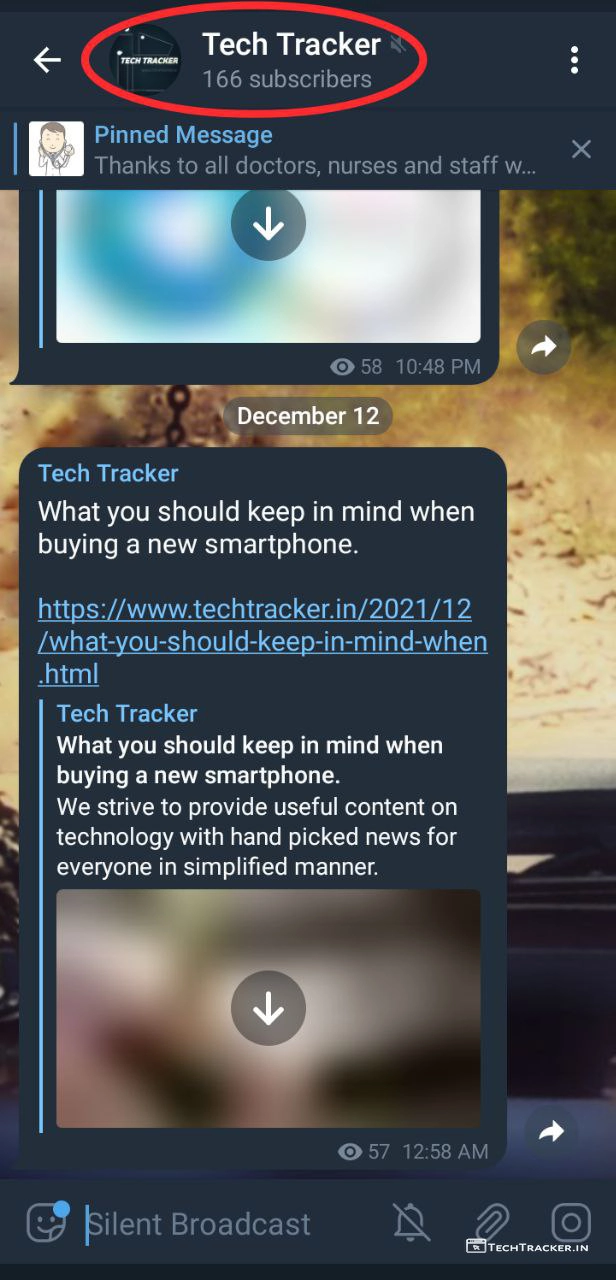 TECH TRACKER
Tech Tracker
166 subscribers
Pinned Message
Thanks to all doctors, nurses and staff w...
58 10:48 PM
December 12
Tech Tracker
What you should keep in mind when
buying a new smartphone.
https://www.techtracker.in/2021/12
/what-you-should-keep-in-mind-when
.html
Tech Tracker
What you should keep in mind when
buying a new smartphone.
We strive to provide useful content on
technology with hand picked news for
everyone in simplified manner.
57 12:58 AM
Silent Broadcast
TECHTRACKER.IN